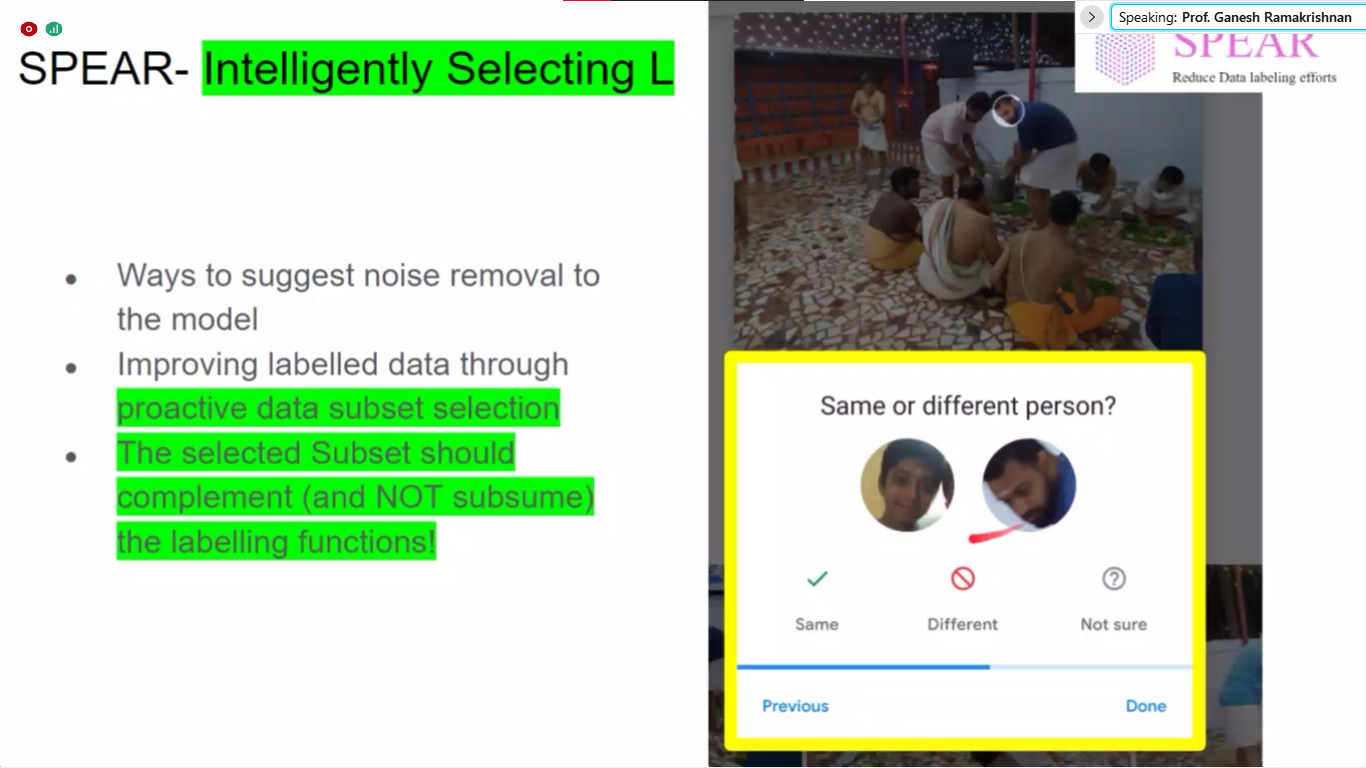 Speaking: Prof. Ganesh Ramakrishnan
SPEAR- Intelligently Selecting L
SPEAR
Reduce Data labeling efforts
Ways to suggest noise removal to
the model
Improving labelled data through
proactive data subset selection
The selected Subset should
complement (and NOT subsume)
the labelling functions!
Same or different person?
Same
Different
Not sure
Previous
Done